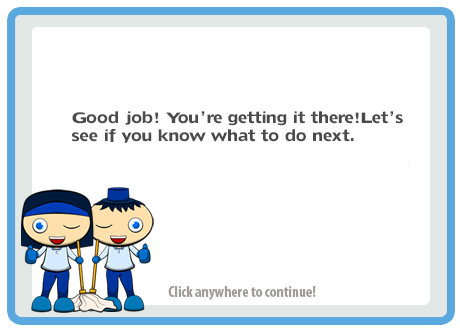 Good job! You're getting it there!Let's
see if you know what to do next.
Click anywhere to continue!